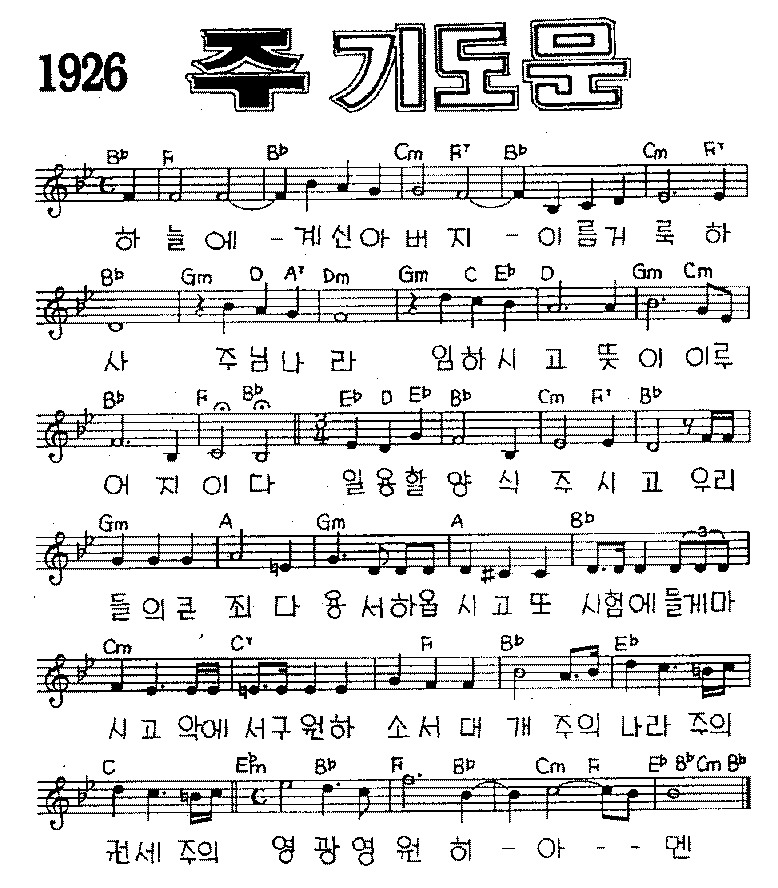 1926 주기도문
B♭ F B♭ Cm F7 B♭ Cm F7
하 늘 에 - 계 신 아 버 지 - 이 름 거 룩 하
B♭ Gm D A7 Dm Gm C E♭ D Gm Cm
사 주 님 나 라 임 하 시 고 뜻 이 이루
B♭ F B♭ E♭ D E♭ B♭ Cm F7 B♭
어 지 이 다 일 용 할 양 식 주 시 고 우리
Gm A Gm A B♭
들 의 큰 죄 다 용 서하옵 시 고 또 시험에들게마
Cm C7 F B♭ E♭
시 고 악에 서구원하 소 서 대 개 주의 나라 주의
C B♭ F B♭ Cm F E♭ B♭ Cm B♭
권세 주의 영 광 영 원 히 - 아 - - 멘